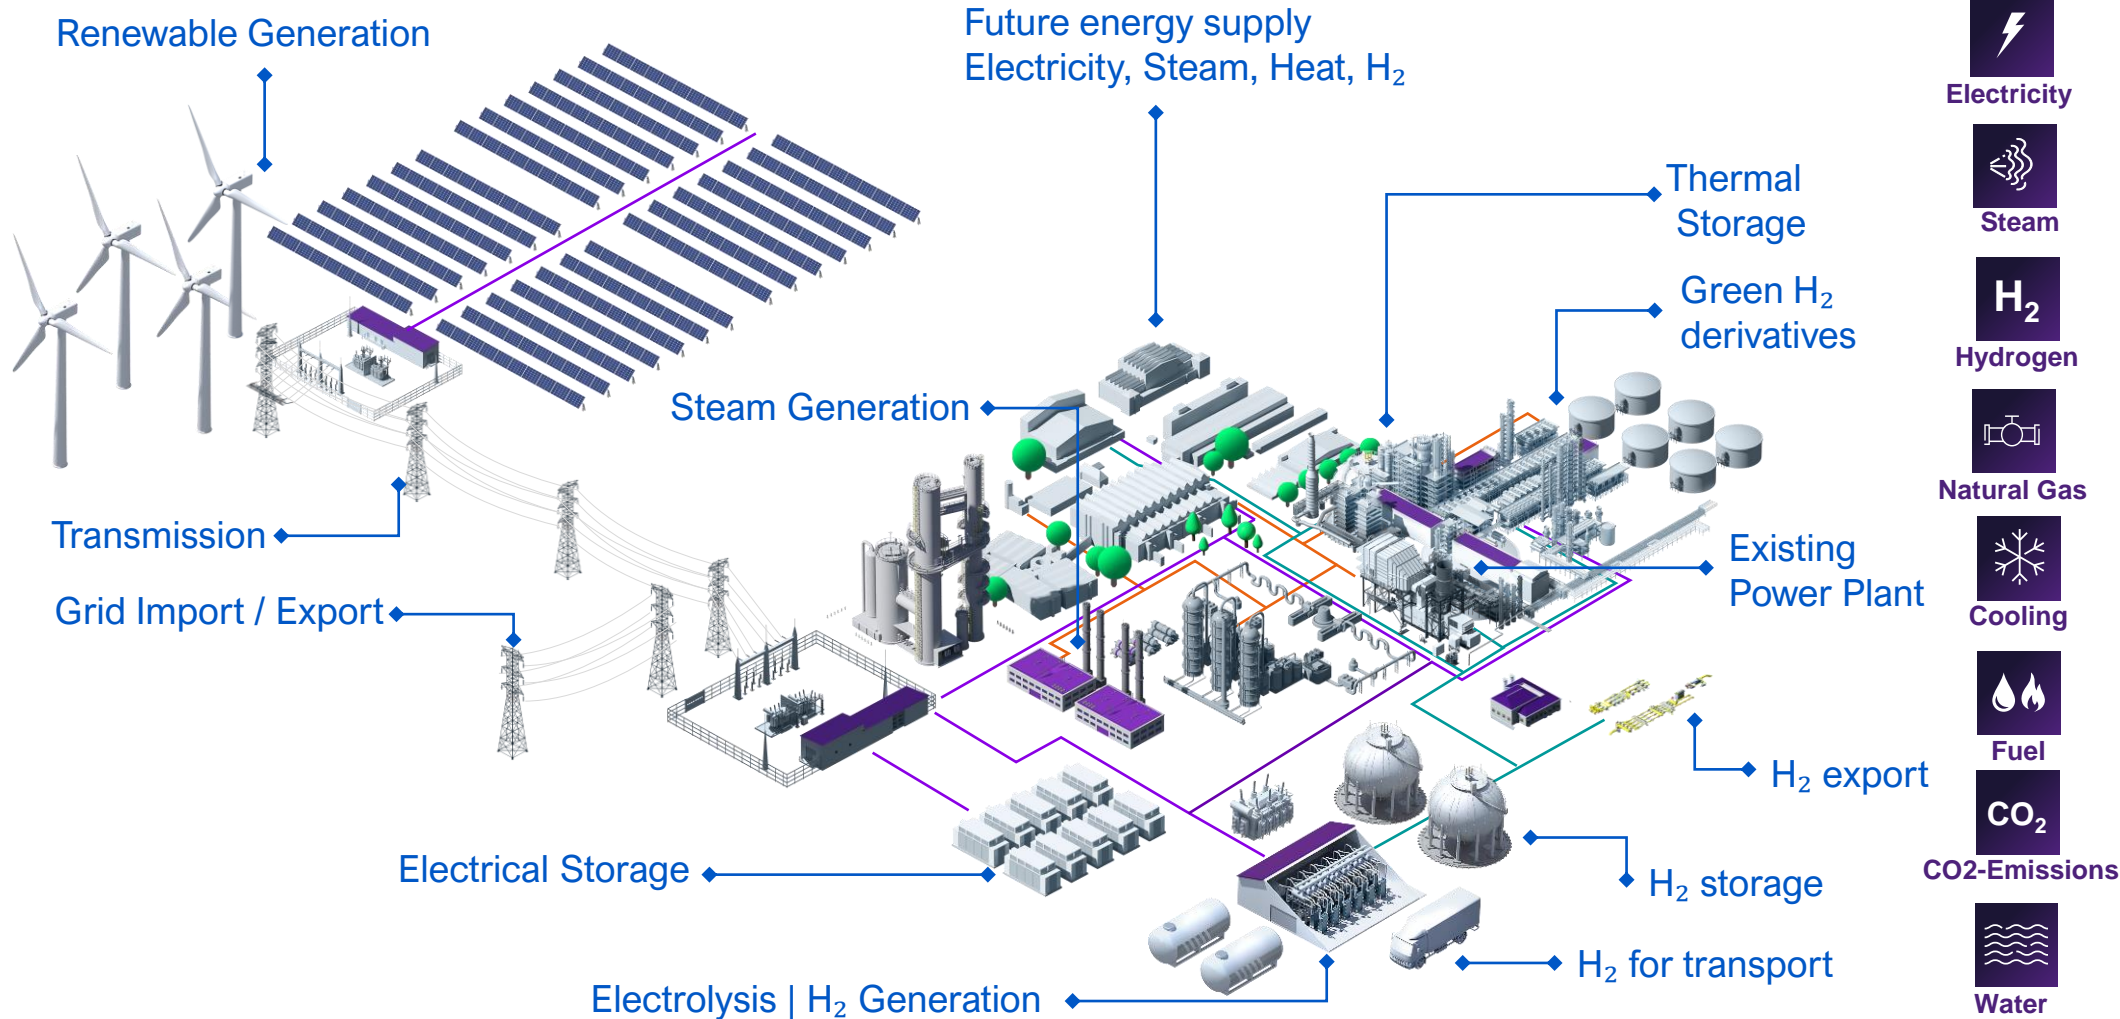 Renewable Generation
Future energy supply
Electricity, Steam, Heat, H₂
Thermal
Storage
Green H₂
derivatives
Steam Generation
Transmission
Grid Import / Export
Existing
Power Plant
H₂ export
Electrical Storage
H₂ storage
H₂ for transport
Electrolysis | H₂ Generation
Electricity
Steam
H₂
Hydrogen
Natural Gas
Cooling
Fuel
CO₂
CO2-Emissions
Water